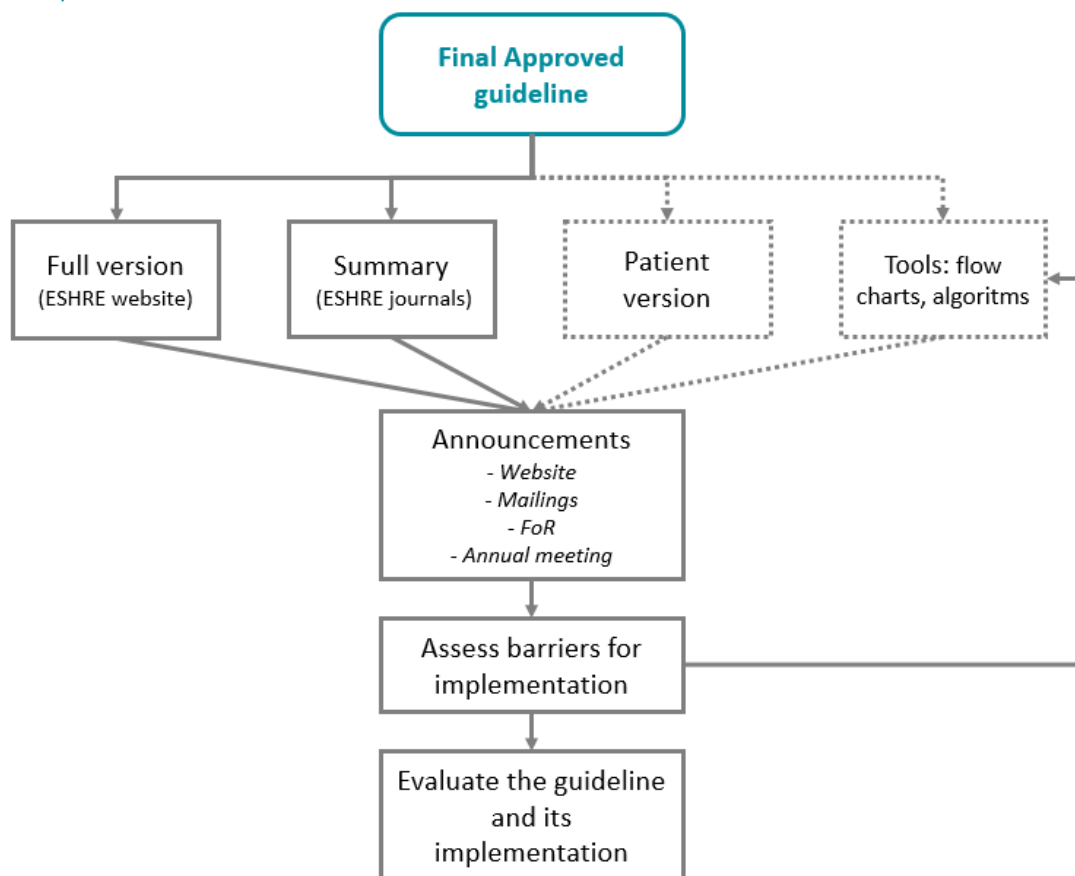 Final Approved
guideline
Full version
(ESHRE website)
Summary
(ESHRE journals)
Patient
version
Tools: flow
charts, algoritms
Announcements
- Website
- Mailings
- FoR
- Annual meeting
Assess barriers for
implementation
Evaluate the guideline
and its
implementation